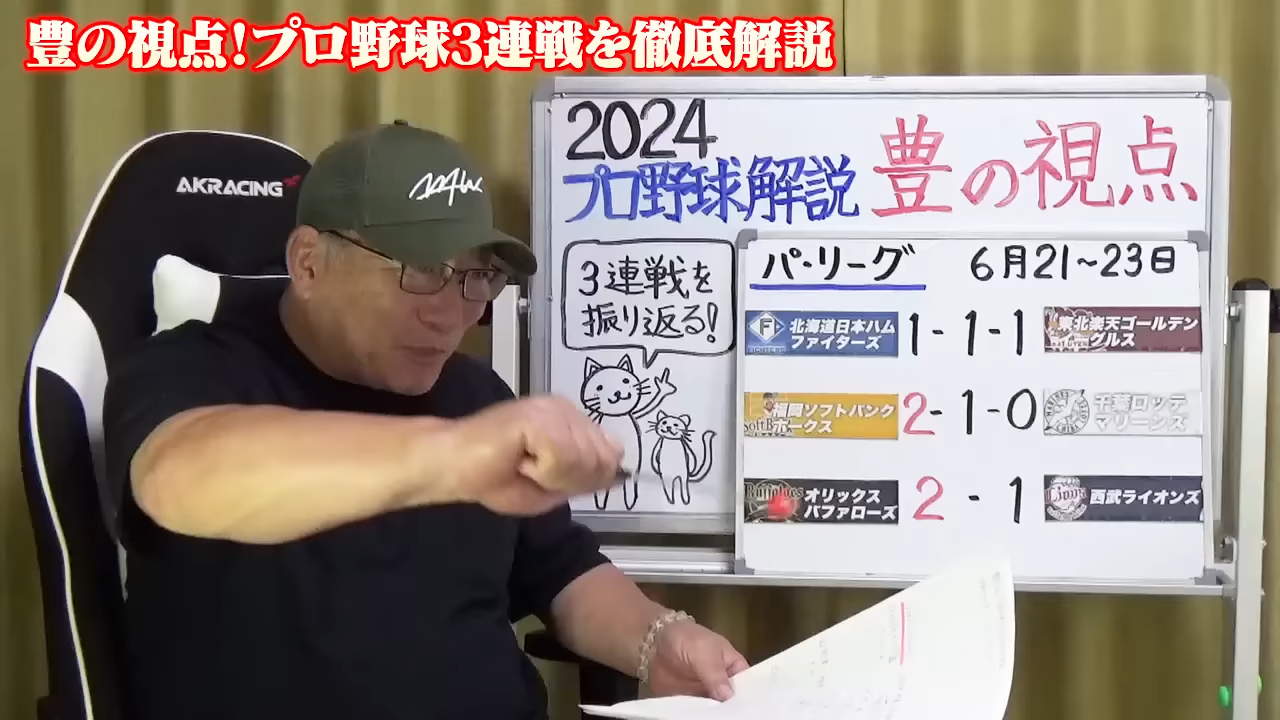 豊の視点!プロ野球3連戦を徹底解説
AKRACING
2024
プロ野球解説 豊の視点
3連戦を
振り返る!
パ・リーグ 6月21~23日
北海道日本ハム
ファイターズ
1-1-1
東北楽天ゴールデン
グルス
福岡ソフトバンク
ホークス
2-1-0
千葉ロッテ
マリーンズ
オリックス
バファローズ
2-1
西武ライオンズ